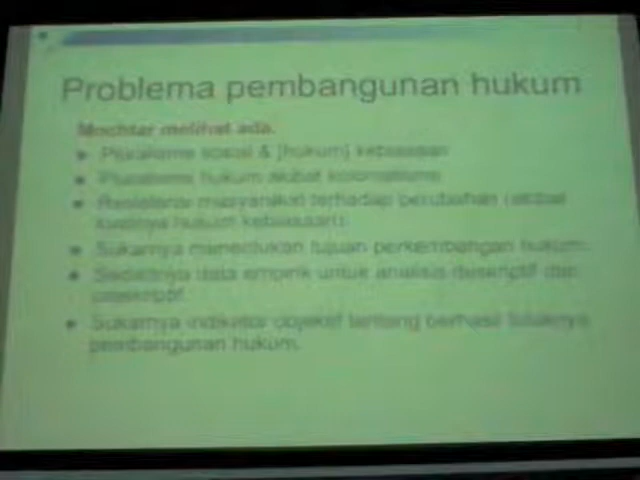 Problema pembangunan hukum
Mochtar melihat ada:
Pluralisme sosial & [hukum] kebiasaan
Pluralisme hukum akibat kolonialisme
Resistensi masyarakat terhadap perubahan (akibat
kuatnya hukum kebiasaan).
Sukarnya menentukan tujuan perkembangan hukum.
Sedikitnya data empirik untuk analisis deskriptif dan
preskriptif.
Sukarnya indikator objektif tentang berhasil tidaknya
pembangunan hukum.